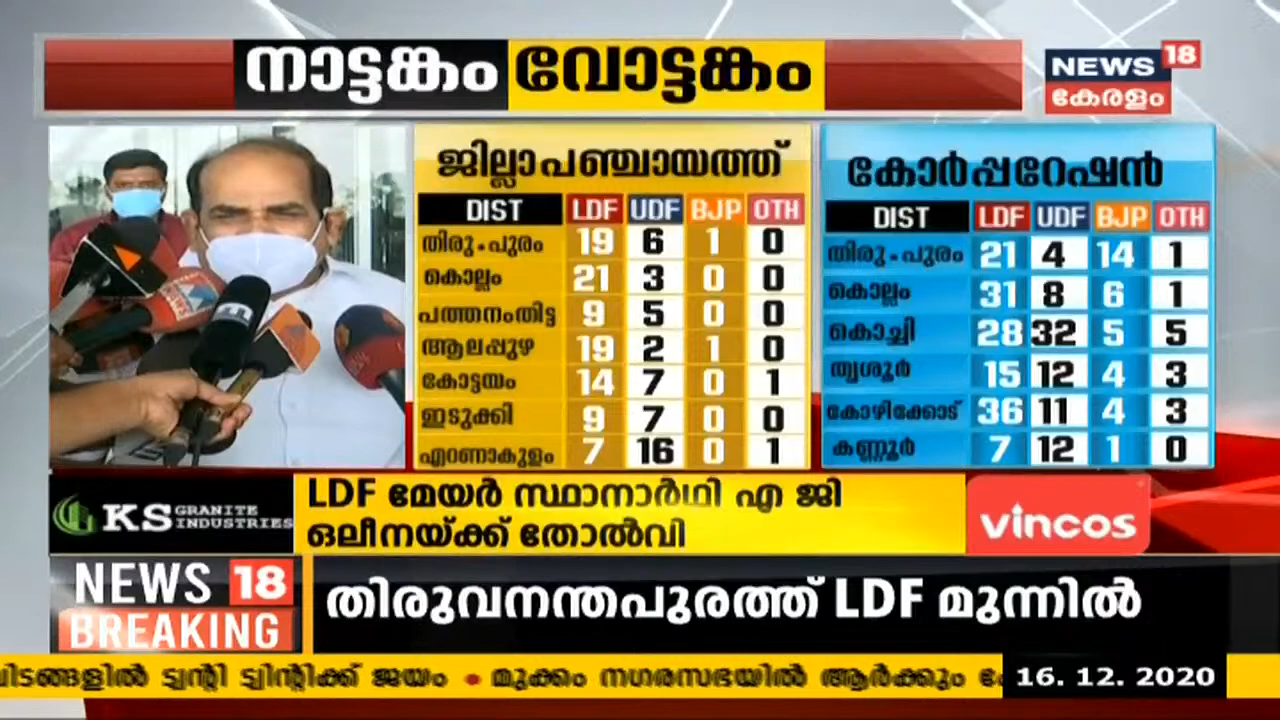 നാട്ടങ്കം വോട്ടങ്കം
NEWS 18
കേരളം
ജില്ലാ പഞ്ചായത്ത്
DIST LDF UDF BJP OTH
തിരു.പുരം 19 6 1 0
കൊല്ലം 21 3 0 0
പത്തനംതിട്ട 9 5 0 0
ആലപ്പുഴ 19 2 1 0
കോട്ടയം 14 7 0 1
ഇടുക്കി 9 7 0 0
എറണാകുളം 7 16 0 1
കോർപ്പറേഷൻ
DIST LDF UDF BJP OTH
തിരു.പുരം 21 4 14 1
കൊല്ലം 31 8 6 1
കൊച്ചി 28 32 5 5
തൃശൂർ 15 12 4 3
കോഴിക്കോട് 36 11 4 3
കണ്ണൂർ 7 12 1 0
KS GRANITE INDUSTRIES
LDF മേയർ സ്ഥാനാർഥി എ ജി
ഒലീനയ്ക്ക് തോൽവി
vincos
NEWS 18
BREAKING
തിരുവനന്തപുരത്ത് LDF മുന്നിൽ
ട്വന്റി ട്വിന്റിക്ക് ജയം • മുക്കം നഗരസഭയിൽ ആർക്കും
16. 12. 2020